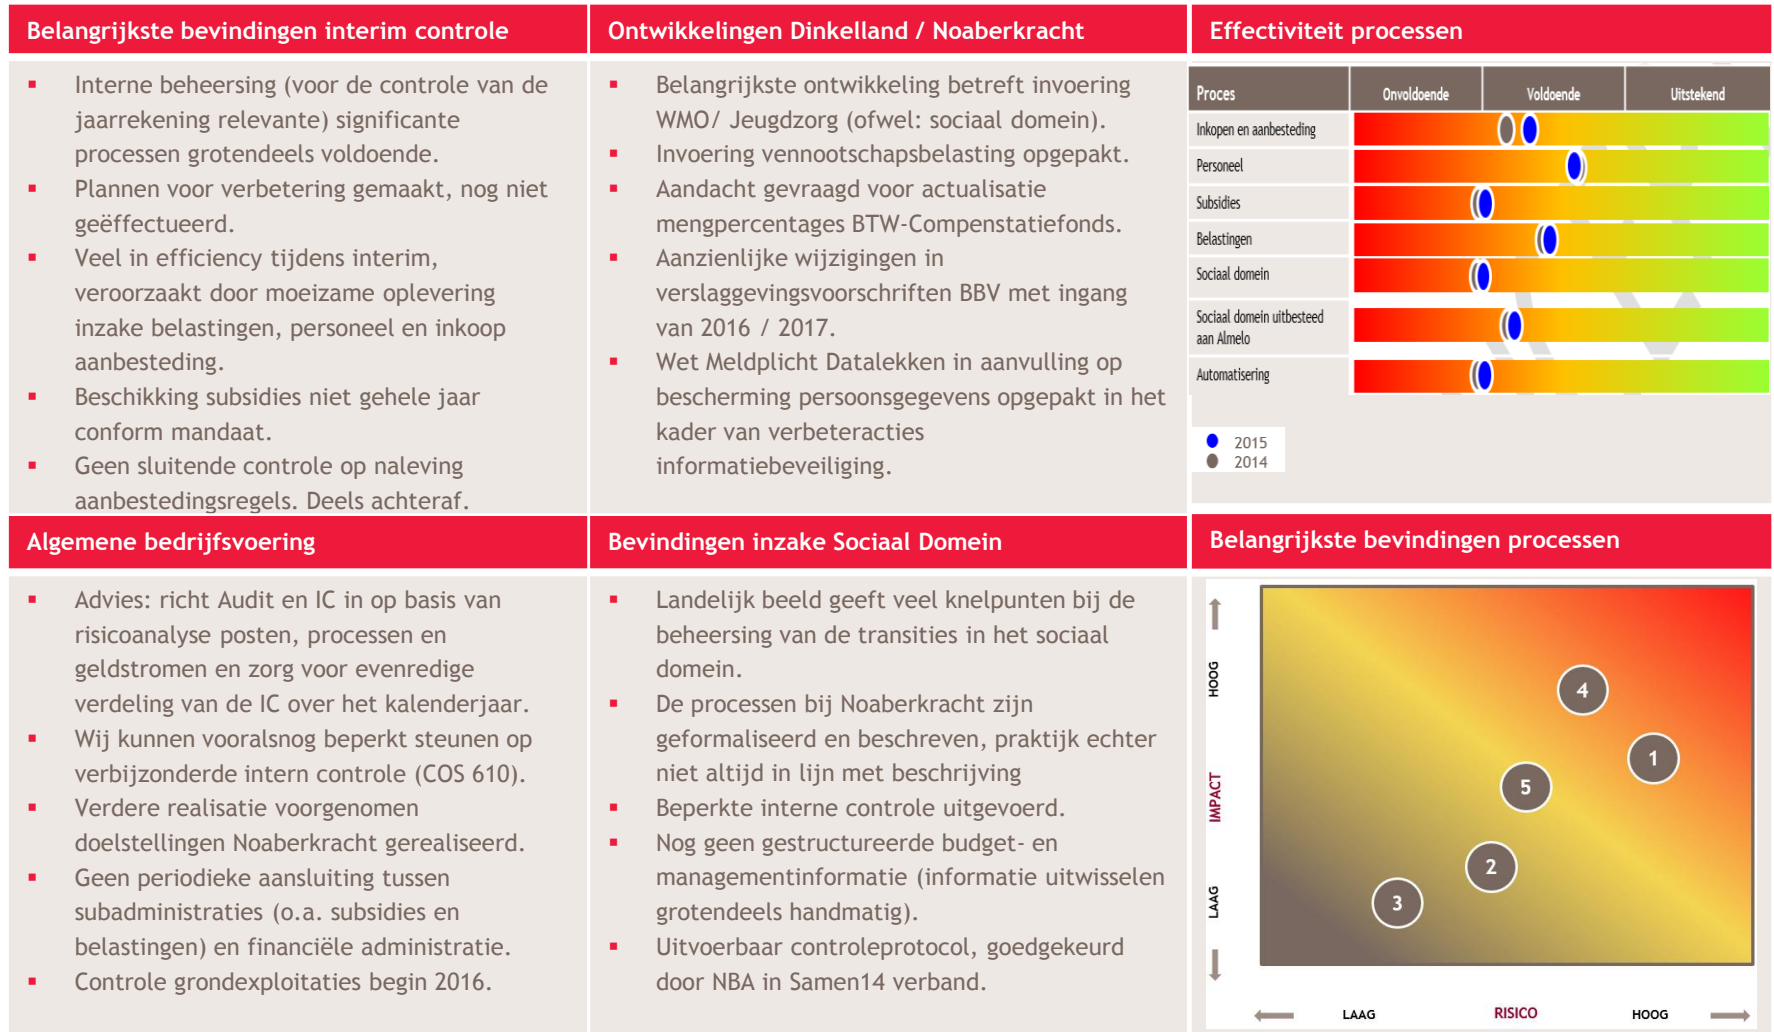 Belangrijkste bevindingen interim controle
▪ Interne beheersing (voor de controle van de
jaarrekening relevante) significante
processen grotendeels voldoende.
▪ Plannen voor verbetering gemaakt, nog niet
geëffectueerd.
▪ Veel in efficiency tijdens interim,
veroorzaakt door moeizame oplevering
inzake belastingen, personeel en inkoop
aanbesteding.
▪ Beschikking subsidies niet gehele jaar
conform mandaat.
▪ Geen sluitende controle op naleving
aanbestedingsregels. Deels achteraf.
Ontwikkelingen Dinkelland / Noaberkracht
▪ Belangrijkste ontwikkeling betreft invoering
WMO/ Jeugdzorg (ofwel: sociaal domein).
▪ Invoering vennootschapsbelasting opgepakt.
▪ Aandacht gevraagd voor actualisatie
mengpercentages BTW-Compenstatiefonds.
▪ Aanzienlijke wijzigingen in
verslaggevingsvoorschriften BBV met ingang
van 2016 / 2017.
▪ Wet Meldplicht Datalekken in aanvulling op
bescherming persoonsgegevens opgepakt in het
kader van verbeteracties
informatiebeveiliging.
Effectiviteit processen
Proces Onvoldoende Voldoende Uitstekend
Inkopen en aanbesteding
Personeel
Subsidies
Belastingen
Sociaal domein
Sociaal domein uitbesteed
aan Almelo
Automatisering
2015
2014
Algemene bedrijfsvoering
▪ Advies: richt Audit en IC in op basis van
risicoanalyse posten, processen en
geldstromen en zorg voor evenredige
verdeling van de IC over het kalenderjaar.
▪ Wij kunnen vooralsnog beperkt steunen op
verbijzonderde intern controle (COS 610).
▪ Verdere realisatie voorgenomen
doelstellingen Noaberkracht gerealiseerd.
▪ Geen periodieke aansluiting tussen
subadministraties (o.a. subsidies en
belastingen) en financiële administratie.
▪ Controle grondexploitaties begin 2016.
Bevindingen inzake Sociaal Domein
▪ Landelijk beeld geeft veel knelpunten bij de
beheersing van de transities in het sociaal
domein.
▪ De processen bij Noaberkracht zijn
geformaliseerd en beschreven, praktijk echter
niet altijd in lijn met beschrijving
▪ Beperkte interne controle uitgevoerd.
▪ Nog geen gestructureerde budget- en
managementinformatie (informatie uitwisselen
grotendeels handmatig).
▪ Uitvoerbaar controleprotocol, goedgekeurd
door NBA in Samen14 verband.
Belangrijkste bevindingen processen
HOOG
IMPACT
LAAG
4
1
5
2
3
LAAG RISICO HOOG